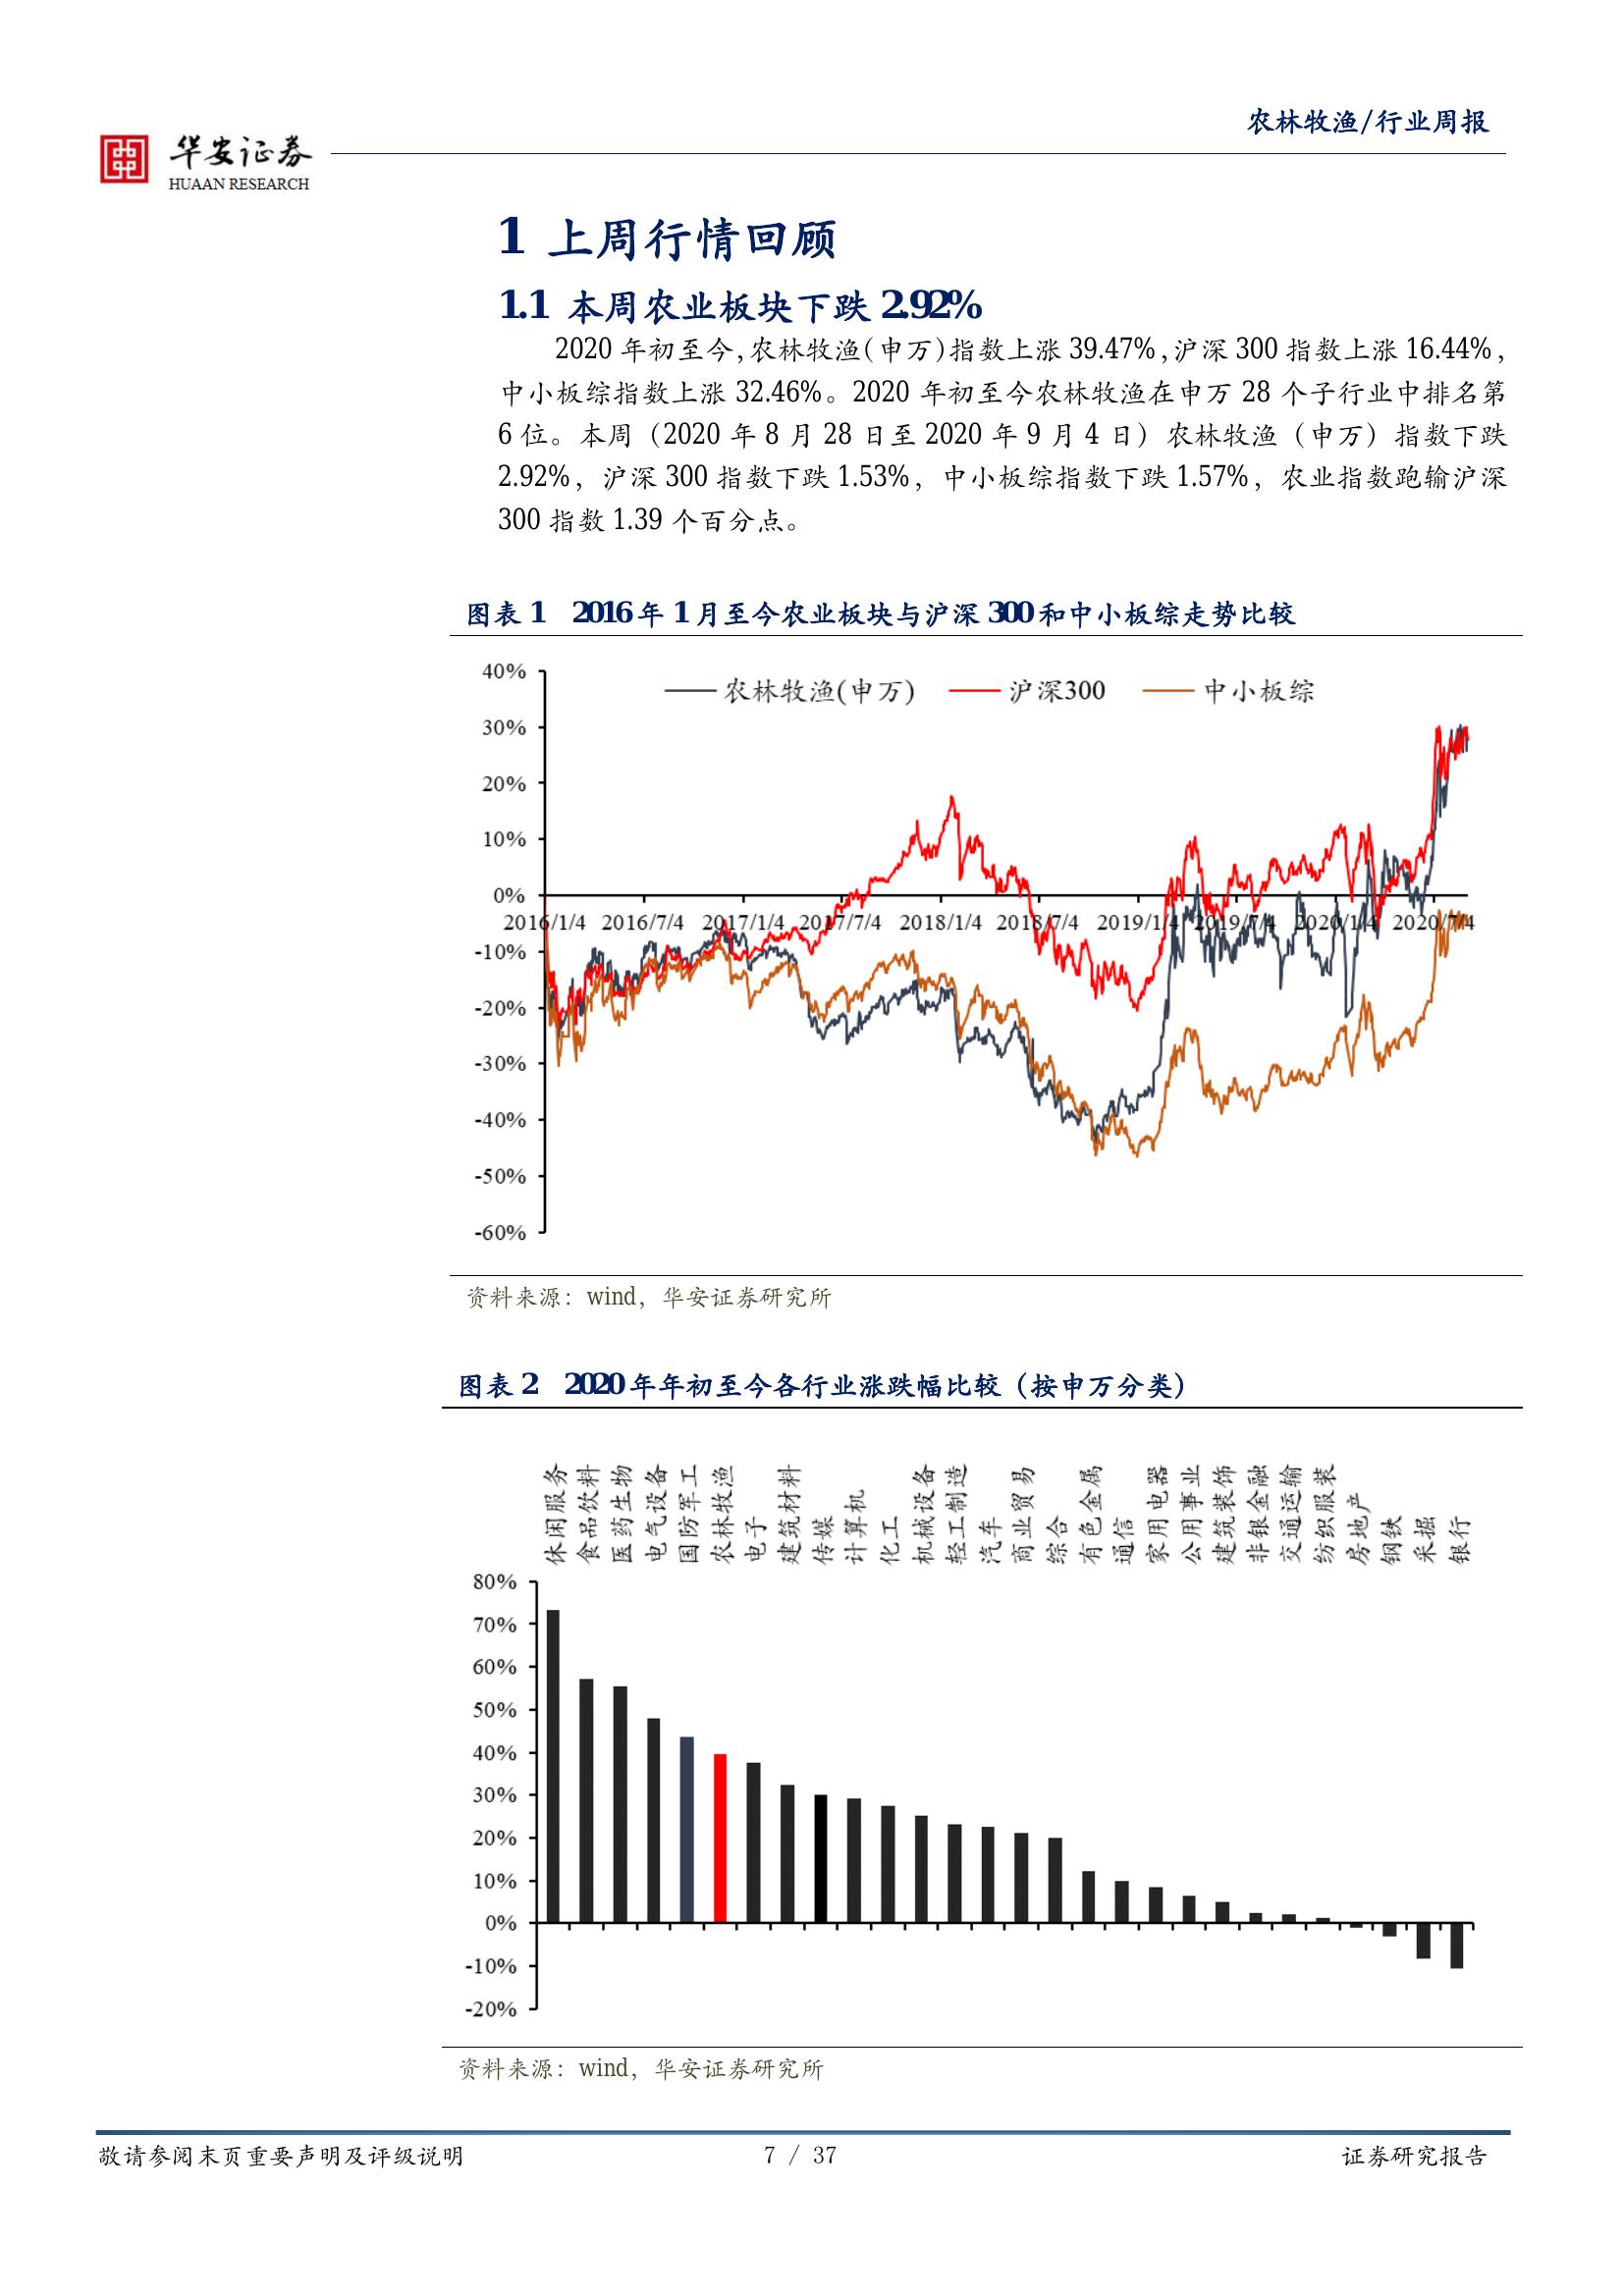 农林牧渔/行业周报
华安证券
HUAAN RESEARCH
1 上周行情回顾
1.1 本周农业板块下跌 2.92%
2020 年初至今，农林牧渔（申万）指数上涨 39.47%，沪深 300 指数上涨 16.44%，
中小板综指数上涨 32.46%。2020 年初至今农林牧渔在申万 28 个子行业中排名第
6 位。本周（2020 年 8 月 28 日至 2020 年 9 月 4 日）农林牧渔（申万）指数下跌
2.92%，沪深 300 指数下跌 1.53%，中小板综指数下跌 1.57%，农业指数跑输沪深
300 指数 1.39 个百分点。
图表 1 2016 年 1 月至今农业板块与沪深 300 和中小板综走势比较
农林牧渔(申万) 沪深300 中小板综
40%
30%
20%
10%
0%
2016/1/4 2016/7/4 2017/1/4 2017/7/4 2018/1/4 2018/7/4 2019/1/4 2019/7/4 2020/1/4 2020/7/4
-10%
-20%
-30%
-40%
-50%
-60%
资料来源：wind，华安证券研究所
图表 2 2020 年年初至今各行业涨跌幅比较（按申万分类）
休闲服务
食品饮料
医药生物
电气设备
国防军工
农林牧渔
电子
建筑材料
传媒
计算机
化工
机械设备
轻工制造
汽车
商业贸易
综合
有色金属
通信
家用电器
公用事业
建筑装饰
非银金融
交通运输
纺织服装
房地产
钢铁
采掘
银行
80%
70%
60%
50%
40%
30%
20%
10%
0%
-10%
-20%
资料来源：wind，华安证券研究所
敬请参阅末页重要声明及评级说明 7 / 37 证券研究报告